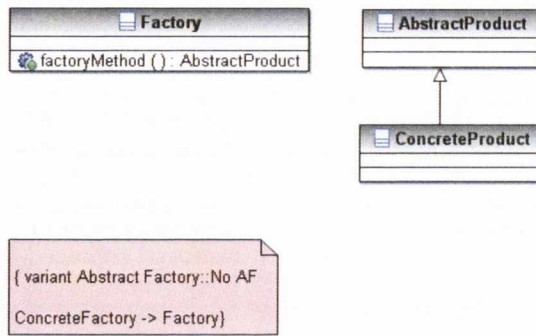 Factory
factoryMethod () : AbstractProduct
AbstractProduct
ConcreteProduct
{ variant Abstract Factory::No AF
ConcreteFactory -> Factory}